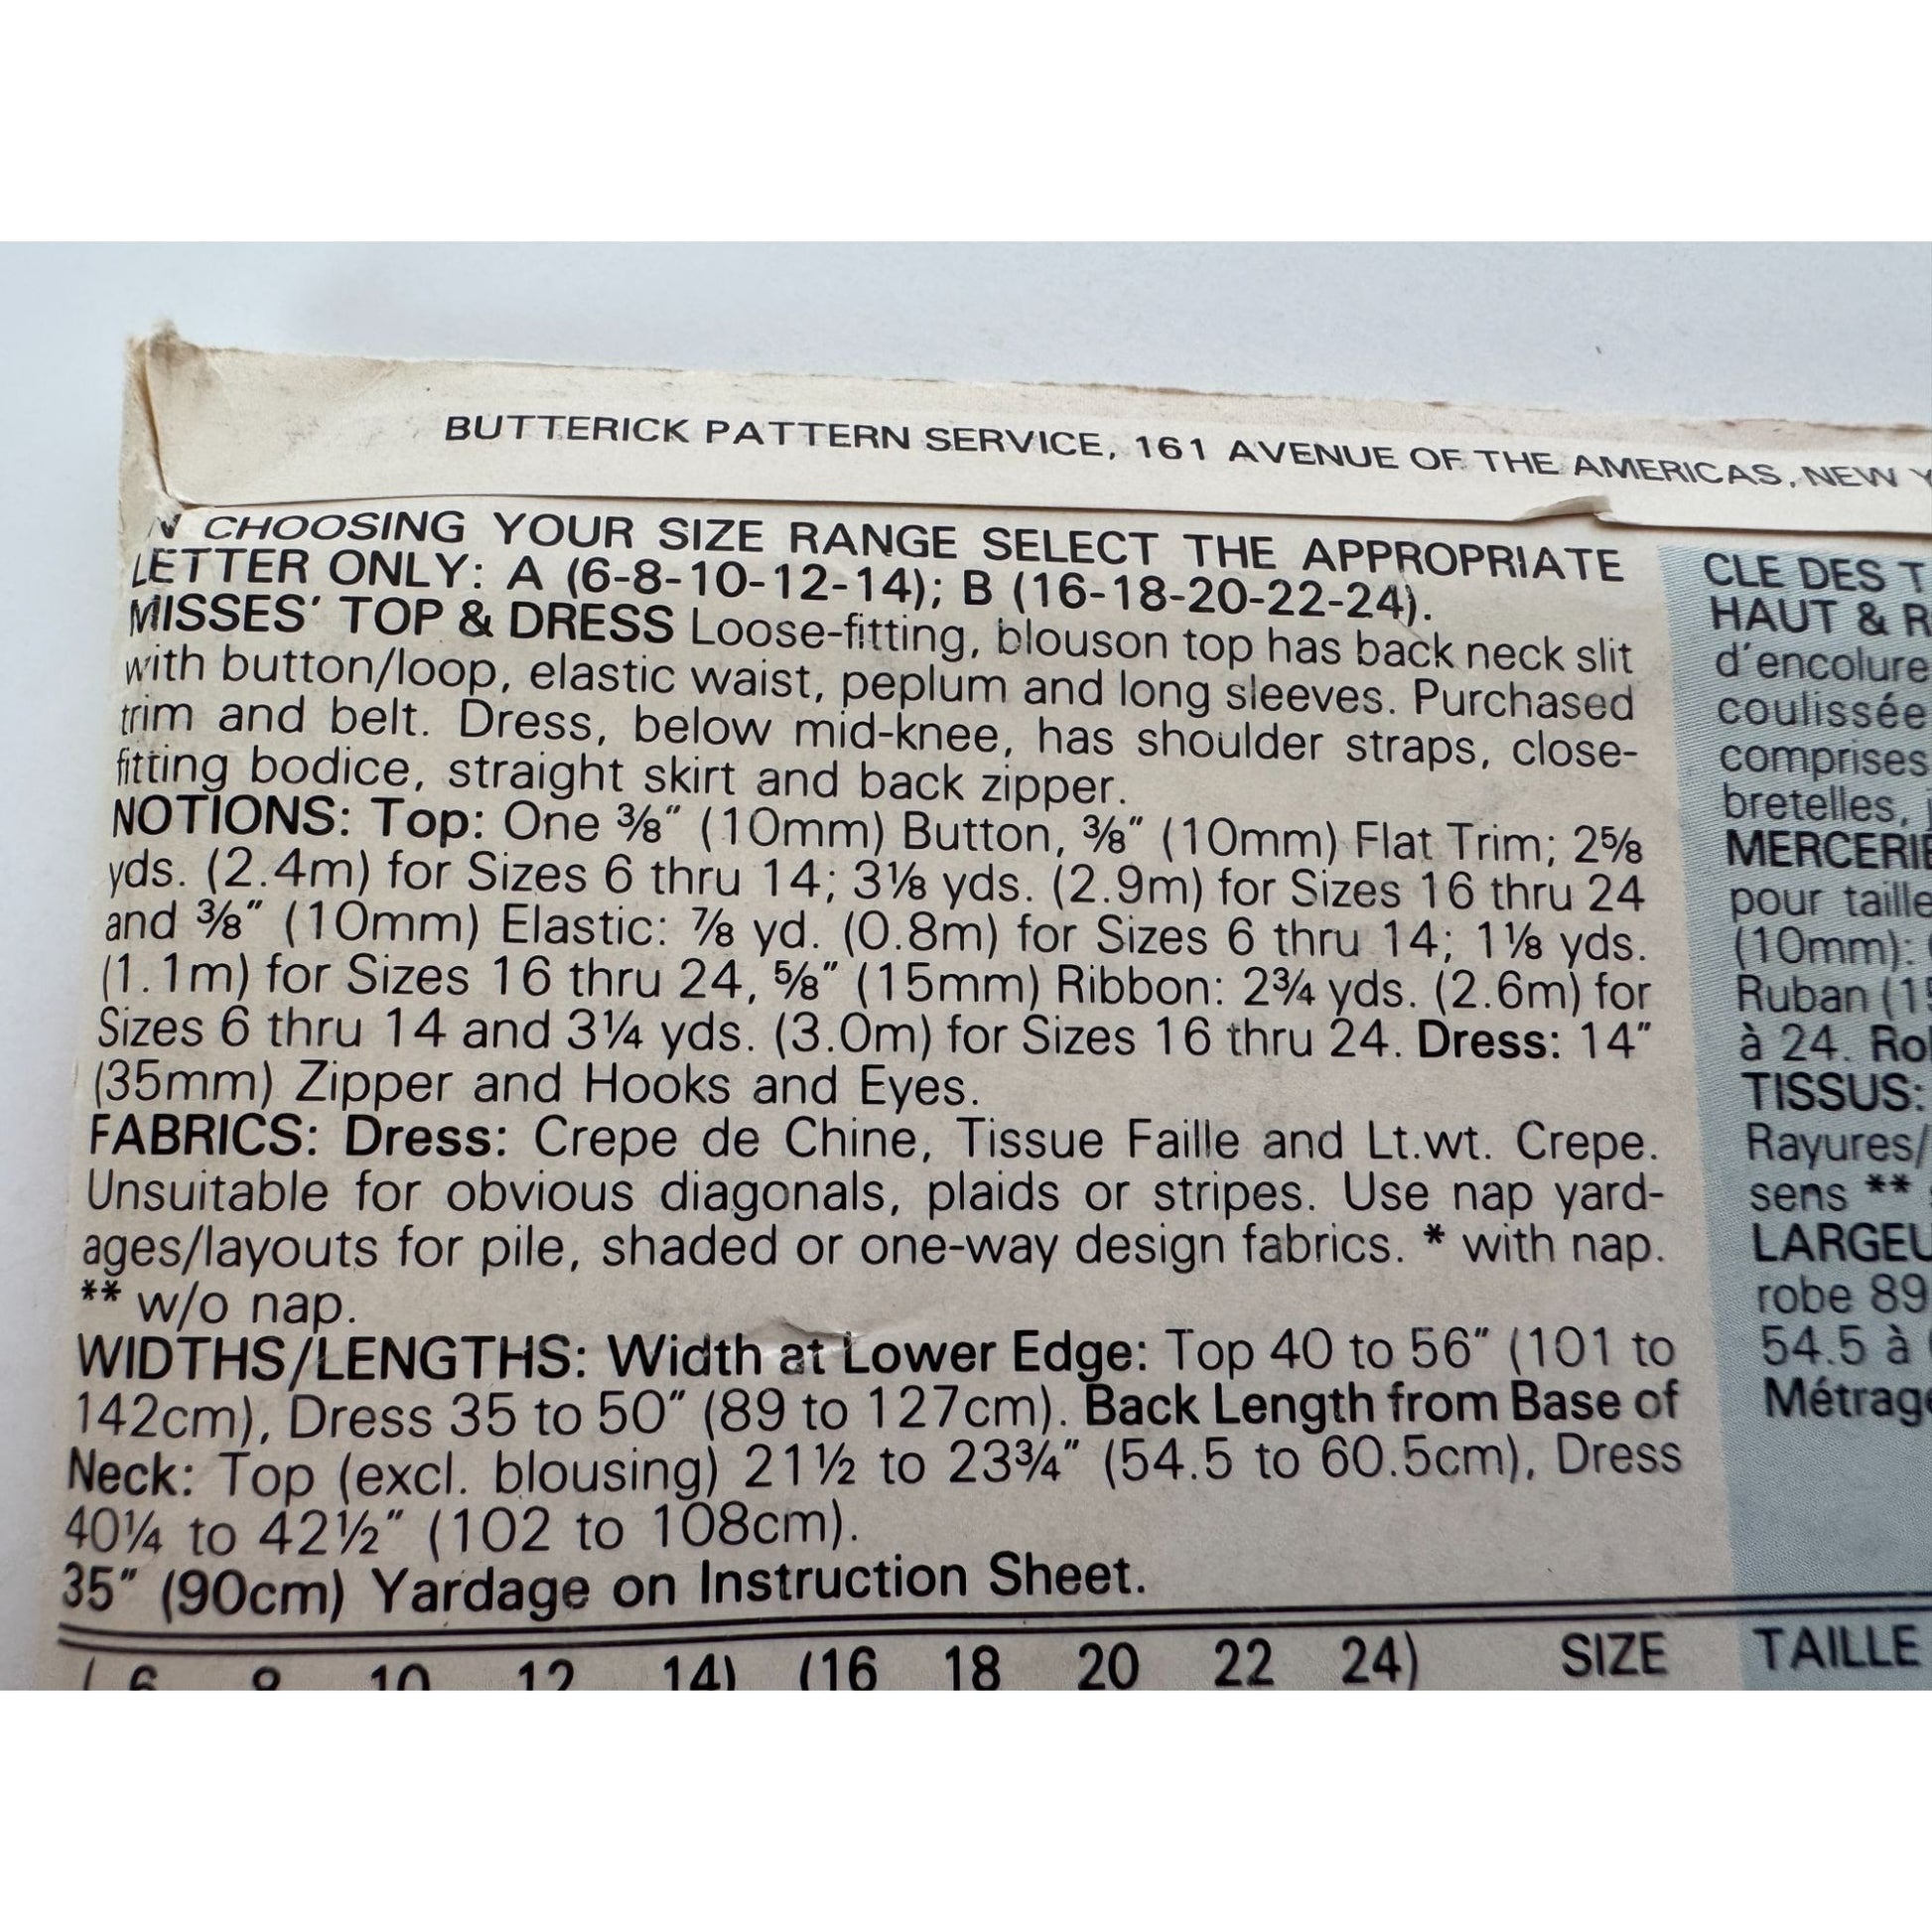 BUTTERICK PATTERN SERVICE, 161 AVENUE OF THE AMERICAS, NEW
CHOOSING YOUR SIZE RANGE SELECT THE APPROPRIATE
LETTER ONLY: A (6-8-10-12-14); B (16-18-20-22-24).
MISSES' TOP & DRESS Loose-fitting, blouson top has back neck slit
with button/loop, elastic waist, peplum and long sleeves. Purchased
trim and belt. Dress, below mid-knee, has shoulder straps, close-
fitting bodice, straight skirt and back zipper.
NOTIONS: Top: One ⅜" (10mm) Button, ⅜" (10mm) Flat Trim; 2⅝
yds. (2.4m) for Sizes 6 thru 14; 3⅛ yds. (2.9m) for Sizes 16 thru 24
and ⅜" (10mm) Elastic: ⅞ yd. (0.8m) for Sizes 6 thru 14; 1⅛ yds.
(1.1m) for Sizes 16 thru 24, ⅝" (15mm) Ribbon: 2¾ yds. (2.6m) for
Sizes 6 thru 14 and 3¼ yds. (3.0m) for Sizes 16 thru 24. Dress: 14"
(35mm) Zipper and Hooks and Eyes.
FABRICS: Dress: Crepe de Chine, Tissue Faille and Lt.wt. Crepe.
Unsuitable for obvious diagonals, plaids or stripes. Use nap yard-
ages/layouts for pile, shaded or one-way design fabrics. * with nap.
** w/o nap.
WIDTHS/LENGTHS: Width at Lower Edge: Top 40 to 56" (101 to
142cm), Dress 35 to 50" (89 to 127cm). Back Length from Base of
Neck: Top (excl. blousing) 21½ to 23¾" (54.5 to 60.5cm), Dress
40¼ to 42½" (102 to 108cm).
35" (90cm) Yardage on Instruction Sheet.
( 6 8 10 12 14) (16 18 20 22 24) SIZE
CLE DES T
HAUT & R
d'encolure
coulissée
comprises
bretelles,
MERCERIE
pour taille
(10mm):
Ruban (15
à 24. Ro
TISSUS:
Rayures/
sens **
LARGEU
robe 89
54.5 à
Métrage
TAILLE